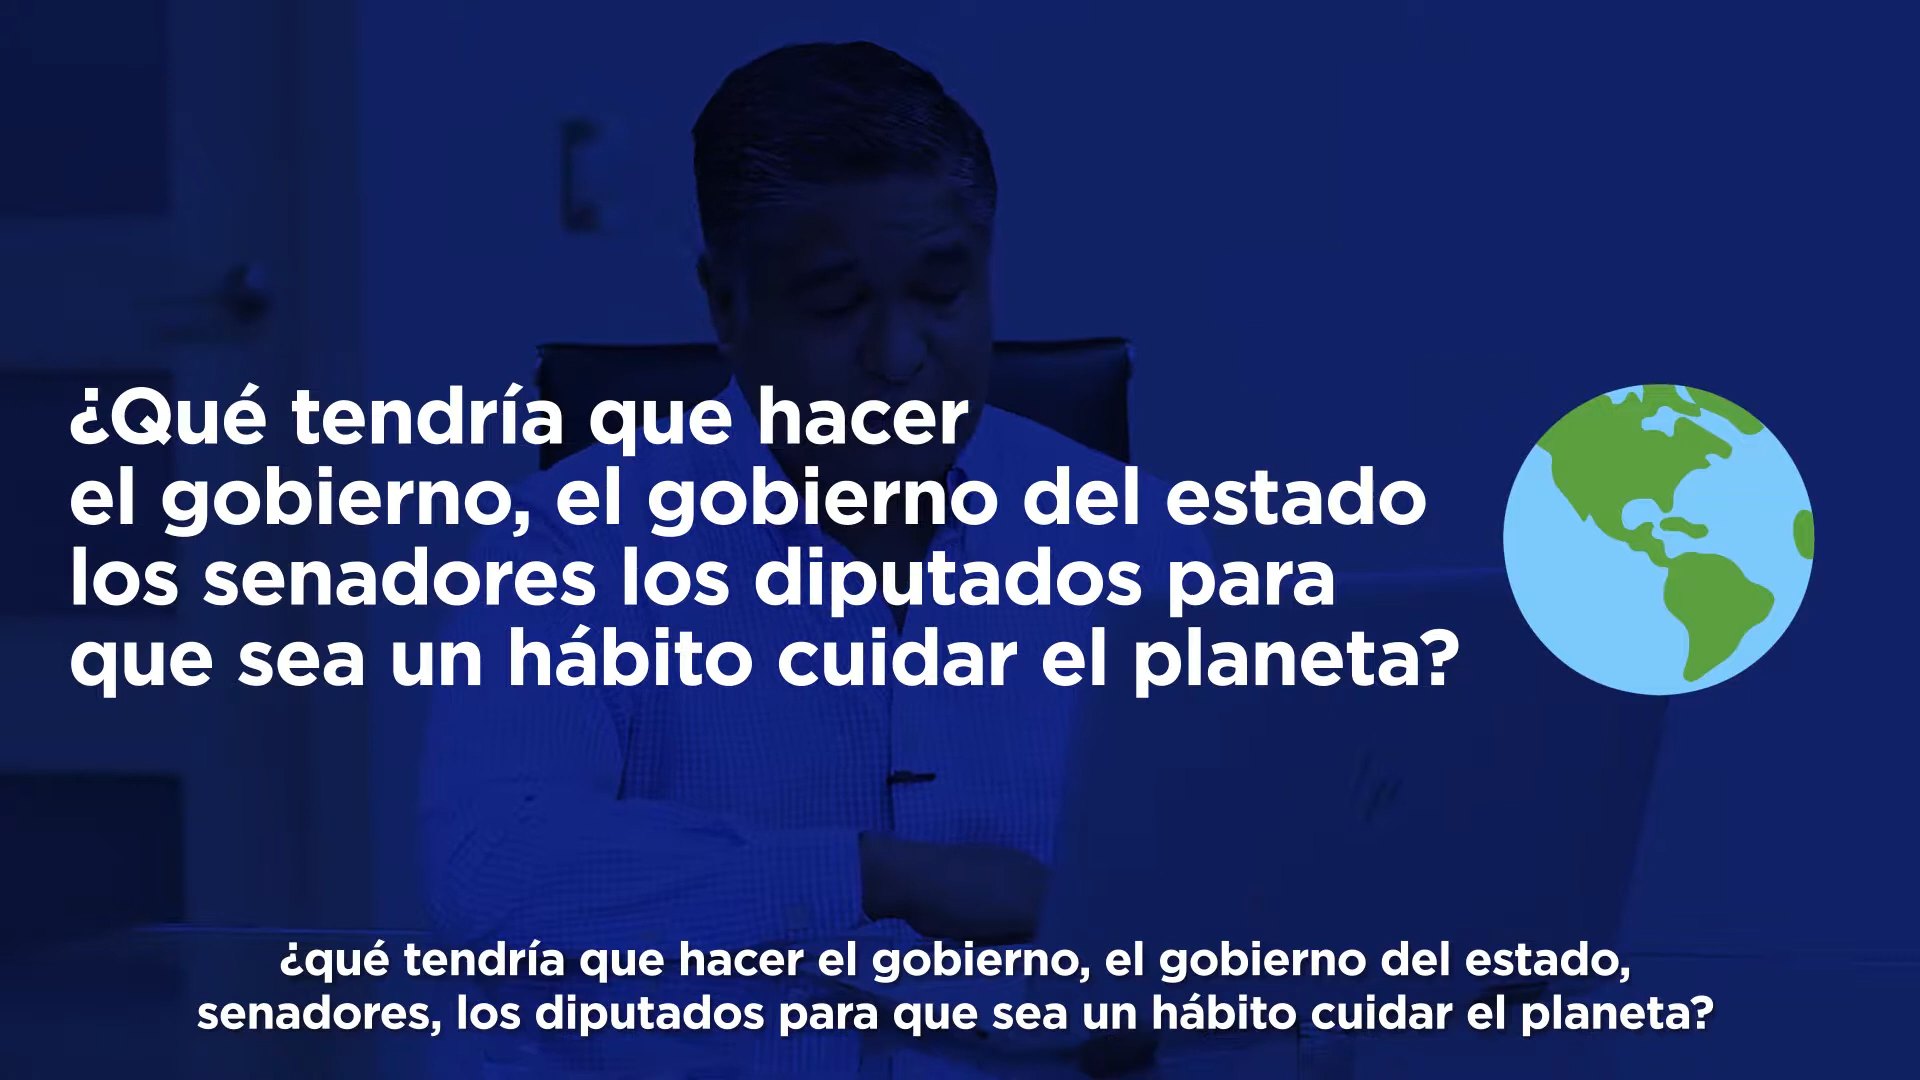 ¿Qué tendría que hacer
el gobierno, el gobierno del estado
los senadores los diputados para
que sea un hábito cuidar el planeta?
¿qué tendría que hacer el gobierno, el gobierno del estado,
senadores, los diputados para que sea un hábito cuidar el planeta?